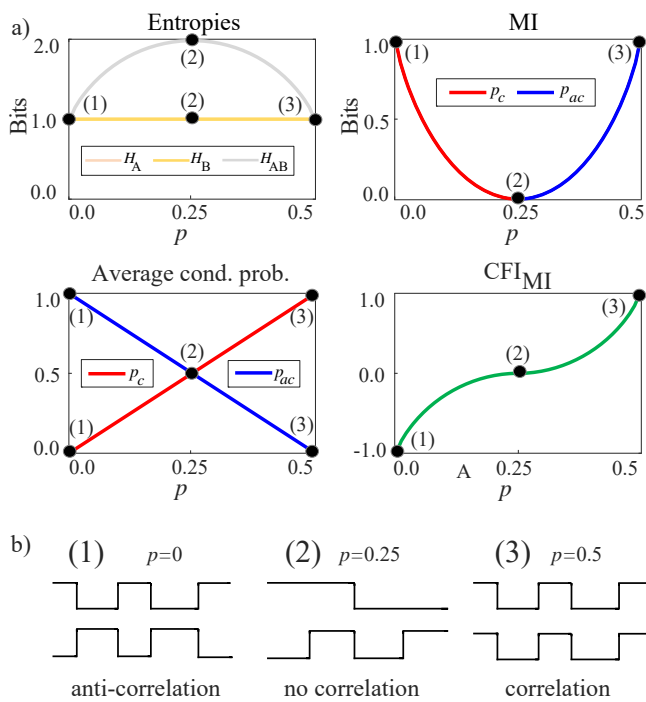 a)
Entropies
MI
2.0
1.0
0.0
Bits
(1)
(2)
(2)
(3)
H_A H_B H_AB
0.0 0.25 0.5
p
1.0
0.5
0.0
Bits
(1)
(2)
(3)
p_c p_ac
0.0 0.25 0.5
p
Average cond. prob.
CFI_MI
1.0
0.5
0.0
(1)
(2)
(3)
p_c
p_ac
(1)
(3)
0.0 0.25 0.5
p
1.0
0.0
-1.0
(1)
(2)
(3)
0.0 A 0.25 0.5
p
b)
(1) p=0
(2) p=0.25
(3) p=0.5
anti-correlation
no correlation
correlation